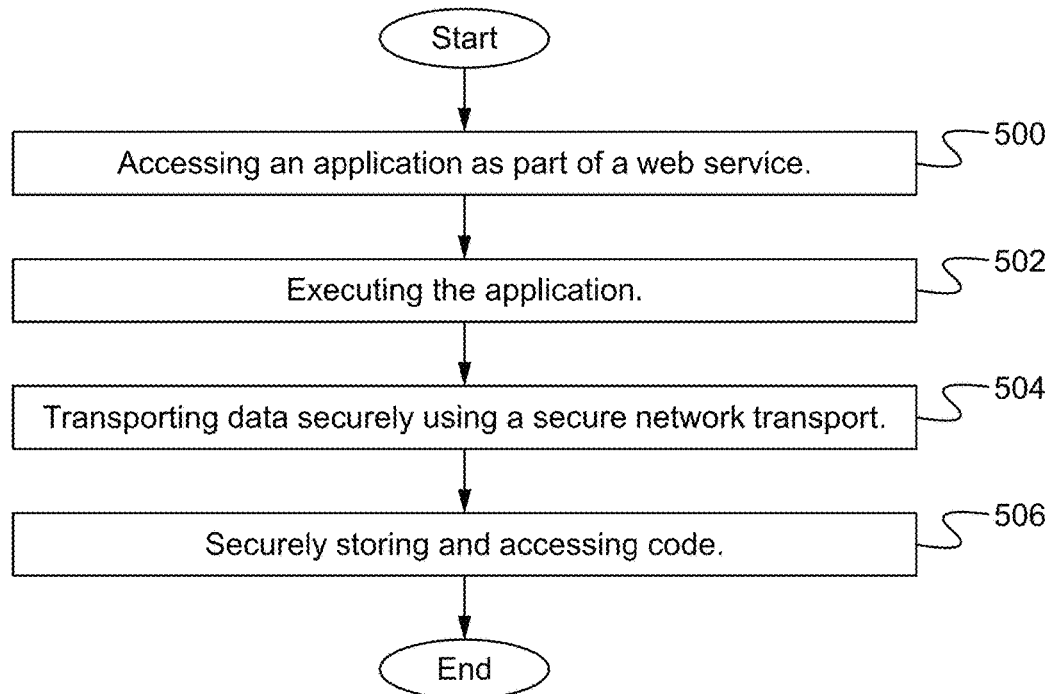 Start
Accessing an application as part of a web service.
500
Executing the application.
502
Transporting data securely using a secure network transport.
504
Securely storing and accessing code.
506
End